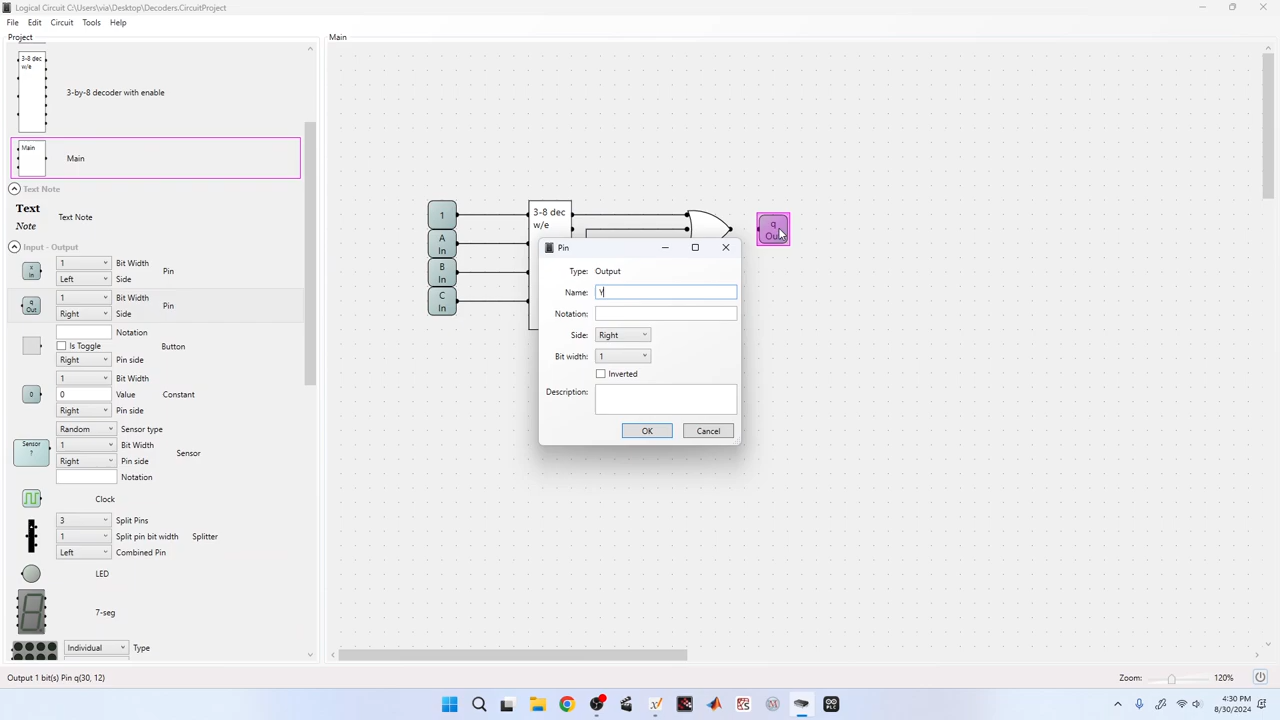 Logical Circuit C:\Users\via\Desktop\Decoders.CircuitProject
File Edit Circuit Tools Help
Project
Main
3-8 dec
w/e
3-by-8 decoder with enable
Main
Main
Text Note
Text
Note
Text Note
Input - Output
x
In
1 Bit Width
Left Side
Pin
q
Out
1 Bit Width
Right Side
Pin
Notation
Is Toggle
Right Pin side
Button
1 Bit Width
0
0 Value
Constant
Right Pin side
Random Sensor type
Sensor
?
1 Bit Width
Sensor
Right Pin side
Notation
Clock
3 Split Pins
1 Split pin bit width
Splitter
Left Combined Pin
LED
7-seg
Individual Type
1
A
In
B
In
C
In
3-8 dec
w/e
q
Out
Pin
Type: Output
Name: Y
Notation:
Side: Right
Bit width: 1
Inverted
Description:
OK Cancel
Output 1 bit(s) Pin q(30, 12)
Zoom: 120%
4:30 PM
8/30/2024